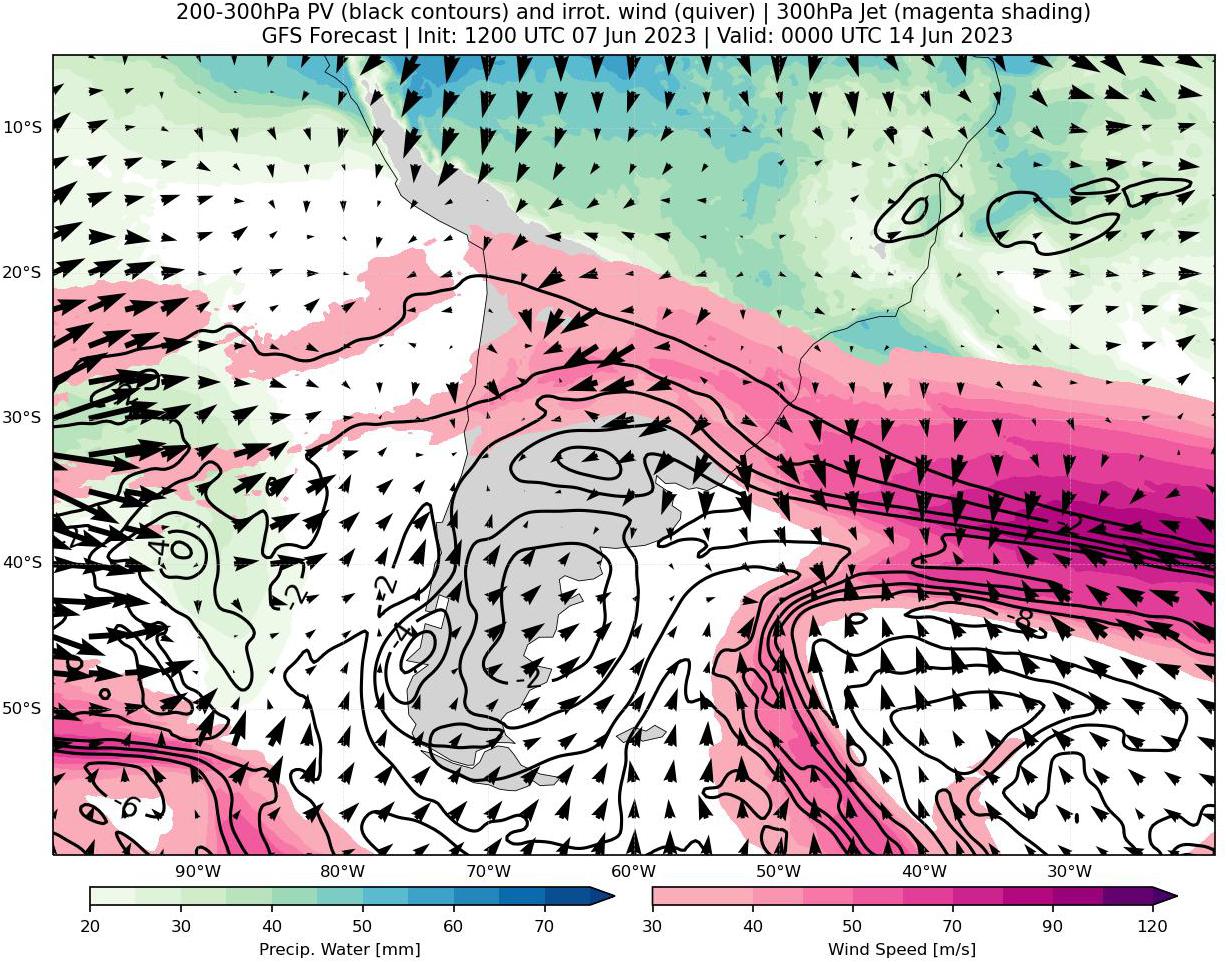 200-300hPa PV (black contours) and irrot. wind (quiver) | 300hPa Jet (magenta shading)
GFS Forecast | Init: 1200 UTC 07 Jun 2023 | Valid: 0000 UTC 14 Jun 2023
10°S
20°S
30°S
40°S
50°S
-4
-2
-2
-4
-2
-2
-8
-6
90°W 80°W 70°W 60°W 50°W 40°W 30°W
20 30 40 50 60 70
Precip. Water [mm]
30 40 50 70 90 120
Wind Speed [m/s]